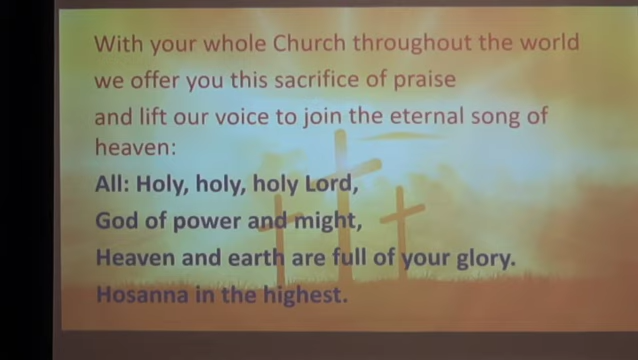 With your whole Church throughout the world
we offer you this sacrifice of praise
and lift our voice to join the eternal song of
heaven:
All: Holy, holy, holy Lord,
God of power and might,
Heaven and earth are full of your glory.
Hosanna in the highest.